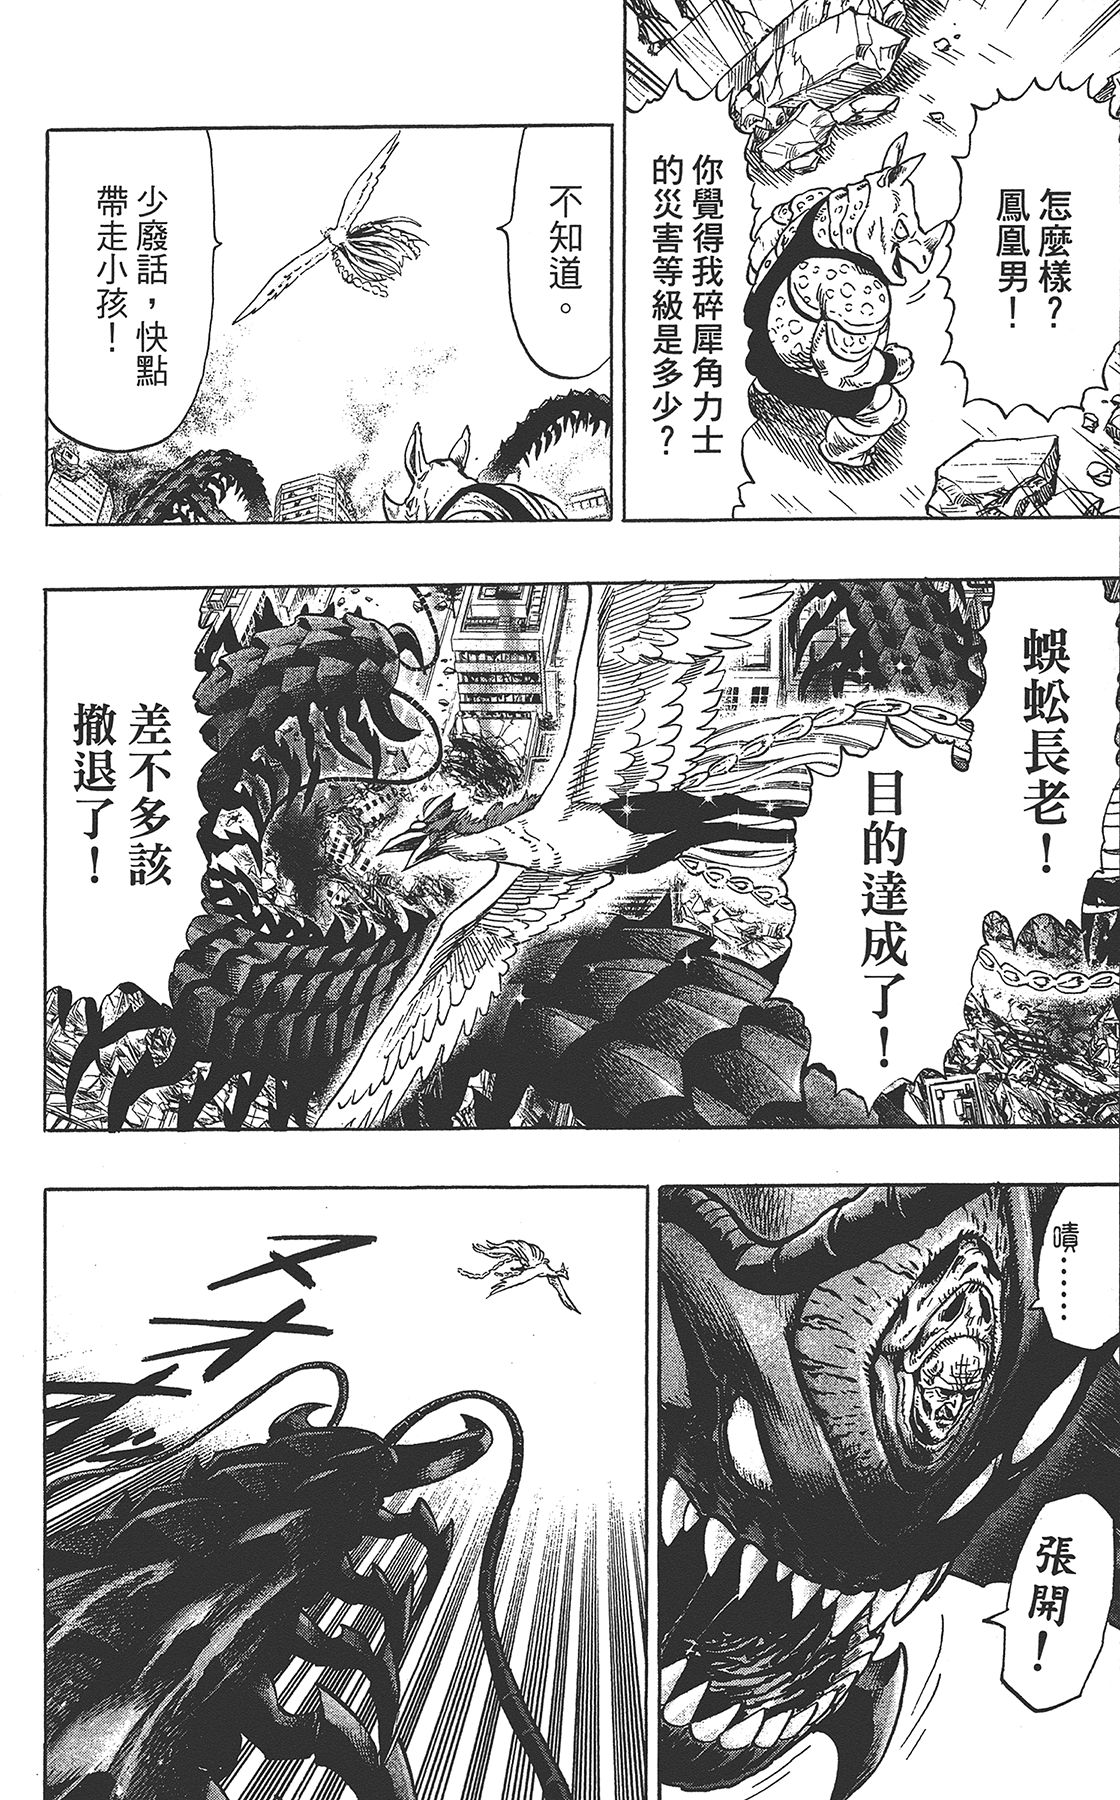 怎麼樣？
鳳凰男！
你覺得我碎犀角力士
的災害等級是多少？
不知道。
少廢話，快點
帶走小孩！
蜈蚣長老！
目的達成了！
差不多該
撤退了！
嘖……
張開！